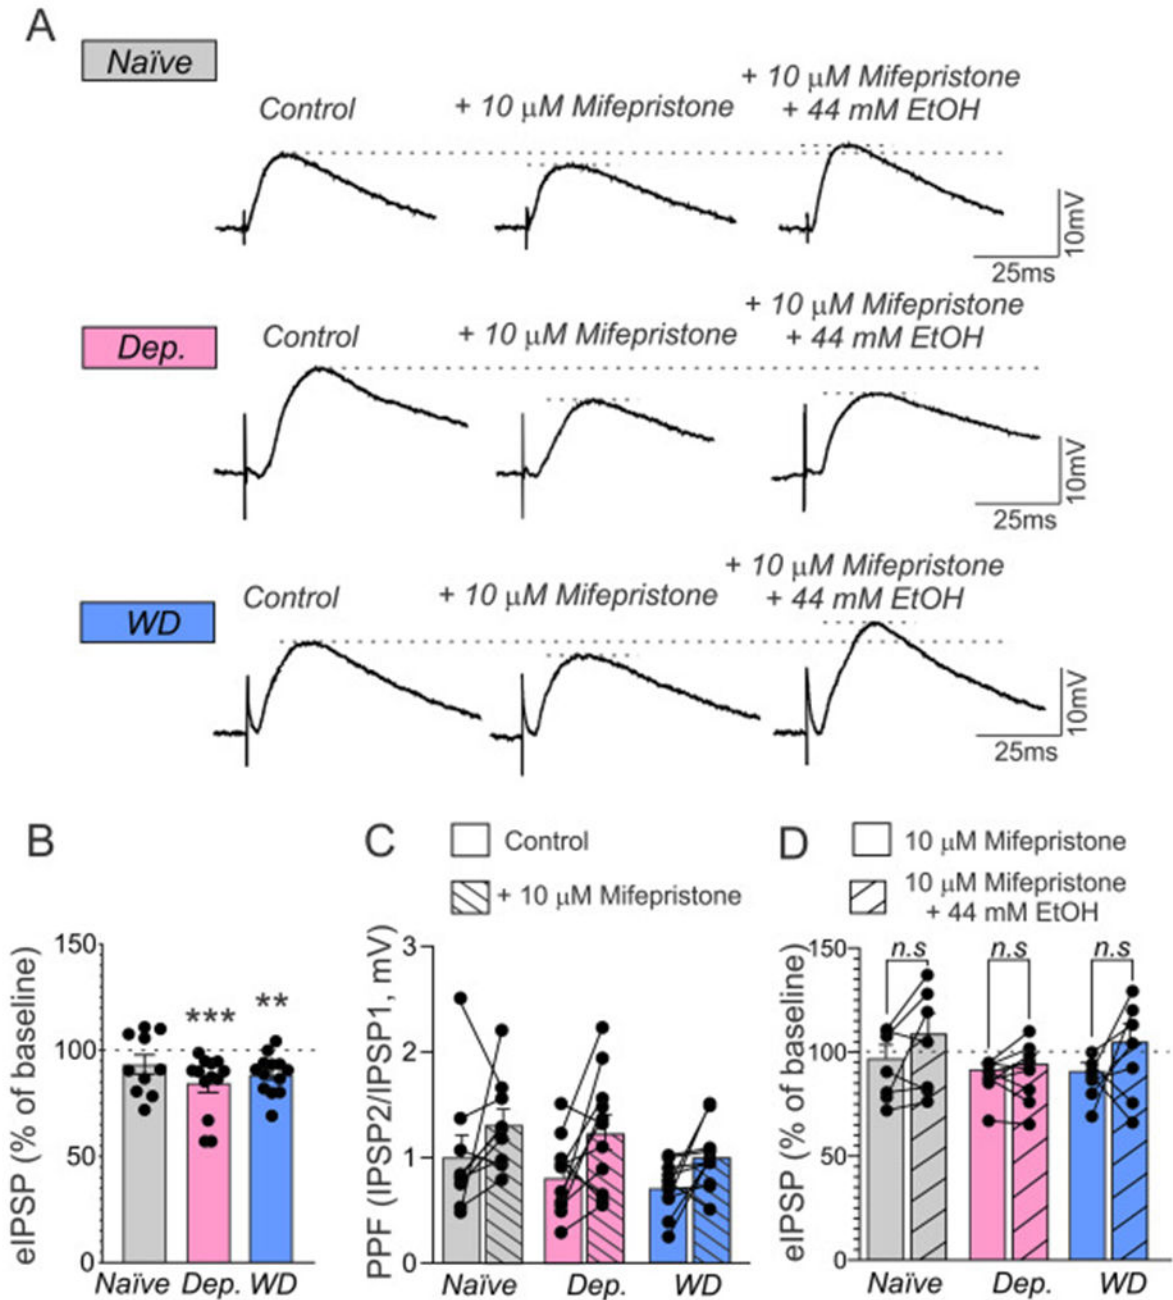 A
Naïve
Control
+ 10 μM Mifepristone
+ 10 μM Mifepristone
+ 44 mM EtOH
10mV
25ms
Dep.
Control
+ 10 μM Mifepristone
+ 10 μM Mifepristone
+ 44 mM EtOH
10mV
25ms
WD
Control
+ 10 μM Mifepristone
+ 10 μM Mifepristone
+ 44 mM EtOH
10mV
25ms
B
eIPSP (% of baseline)
150
100
50
0
***
**
Naïve Dep. WD
C
Control
+ 10 μM Mifepristone
PPF (IPSP2/IPSP1, mV)
3
2
1
0
Naïve Dep. WD
D
10 μM Mifepristone
10 μM Mifepristone
+ 44 mM EtOH
eIPSP (% of baseline)
150
100
50
0
n.s n.s n.s
Naïve Dep. WD